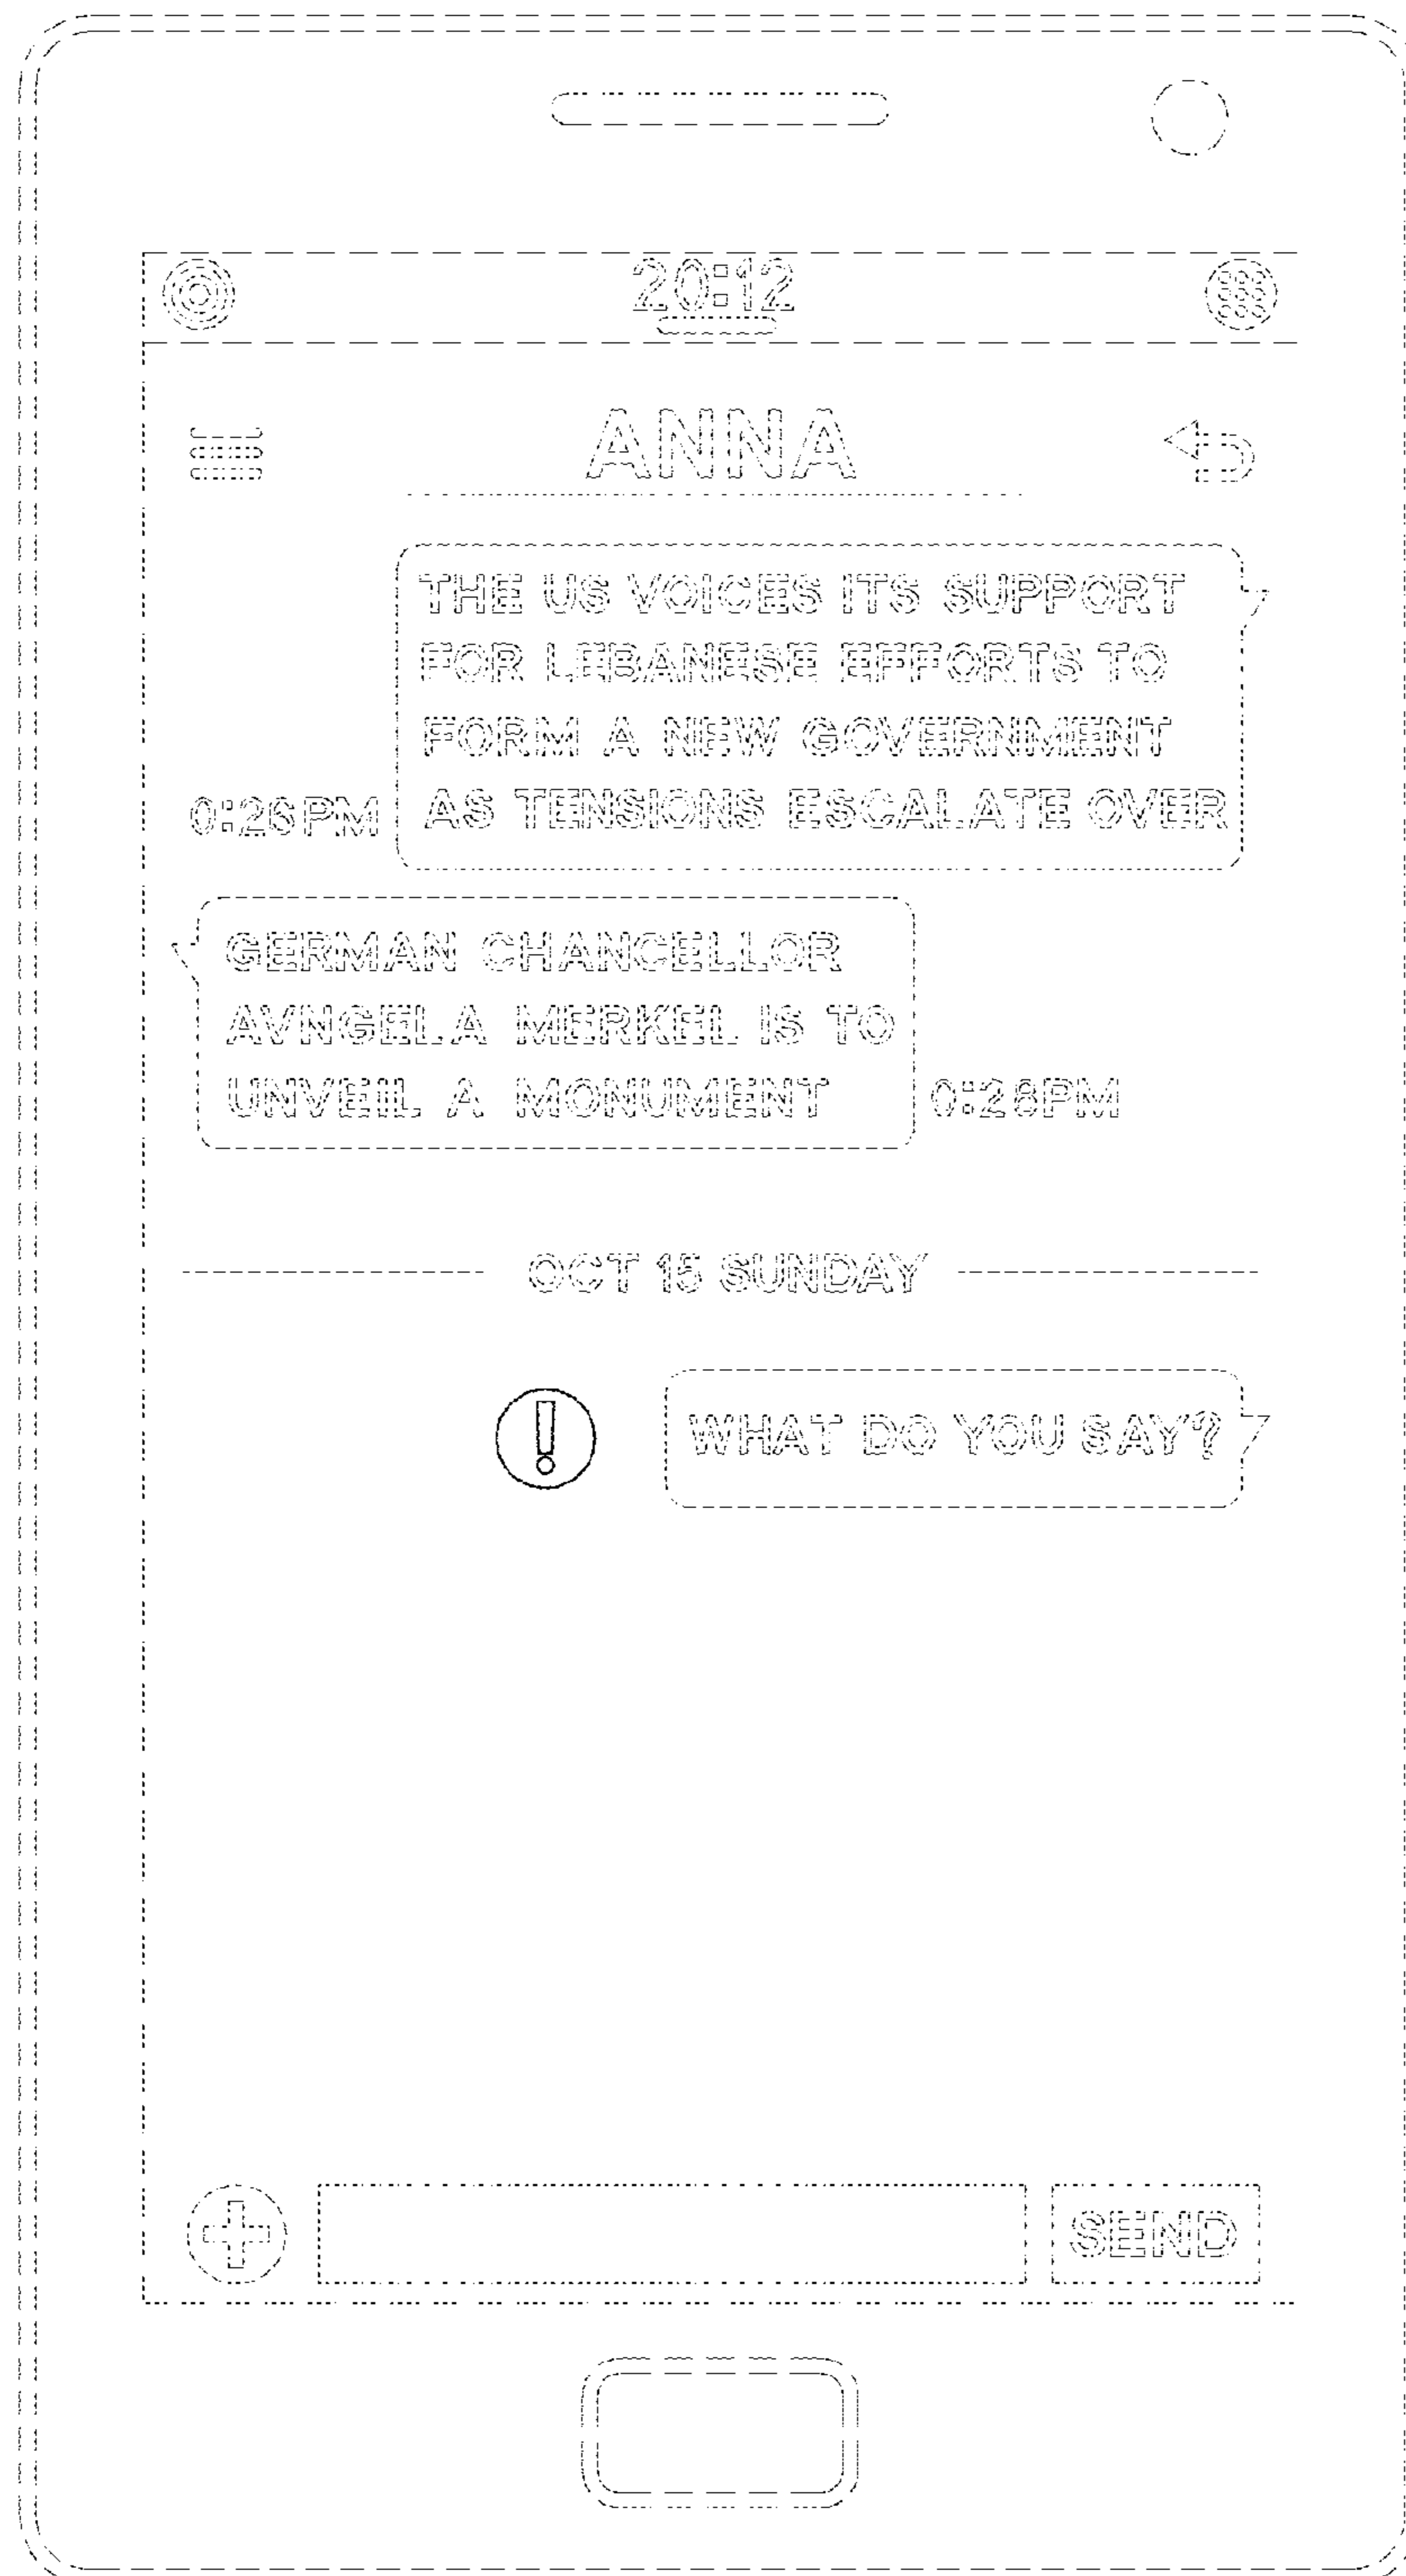 20:12
ANNA
THE US VOICES ITS SUPPORT
FOR LEBANESE EFFORTS TO
FORM A NEW GOVERNMENT
AS TENSIONS ESCALATE OVER
0:26PM
GERMAN CHANCELLOR
AVNGELA MERKEL IS TO
UNVEIL A MONUMENT
0:28PM
OCT 15 SUNDAY
!
WHAT DO YOU SAY'?
SEND